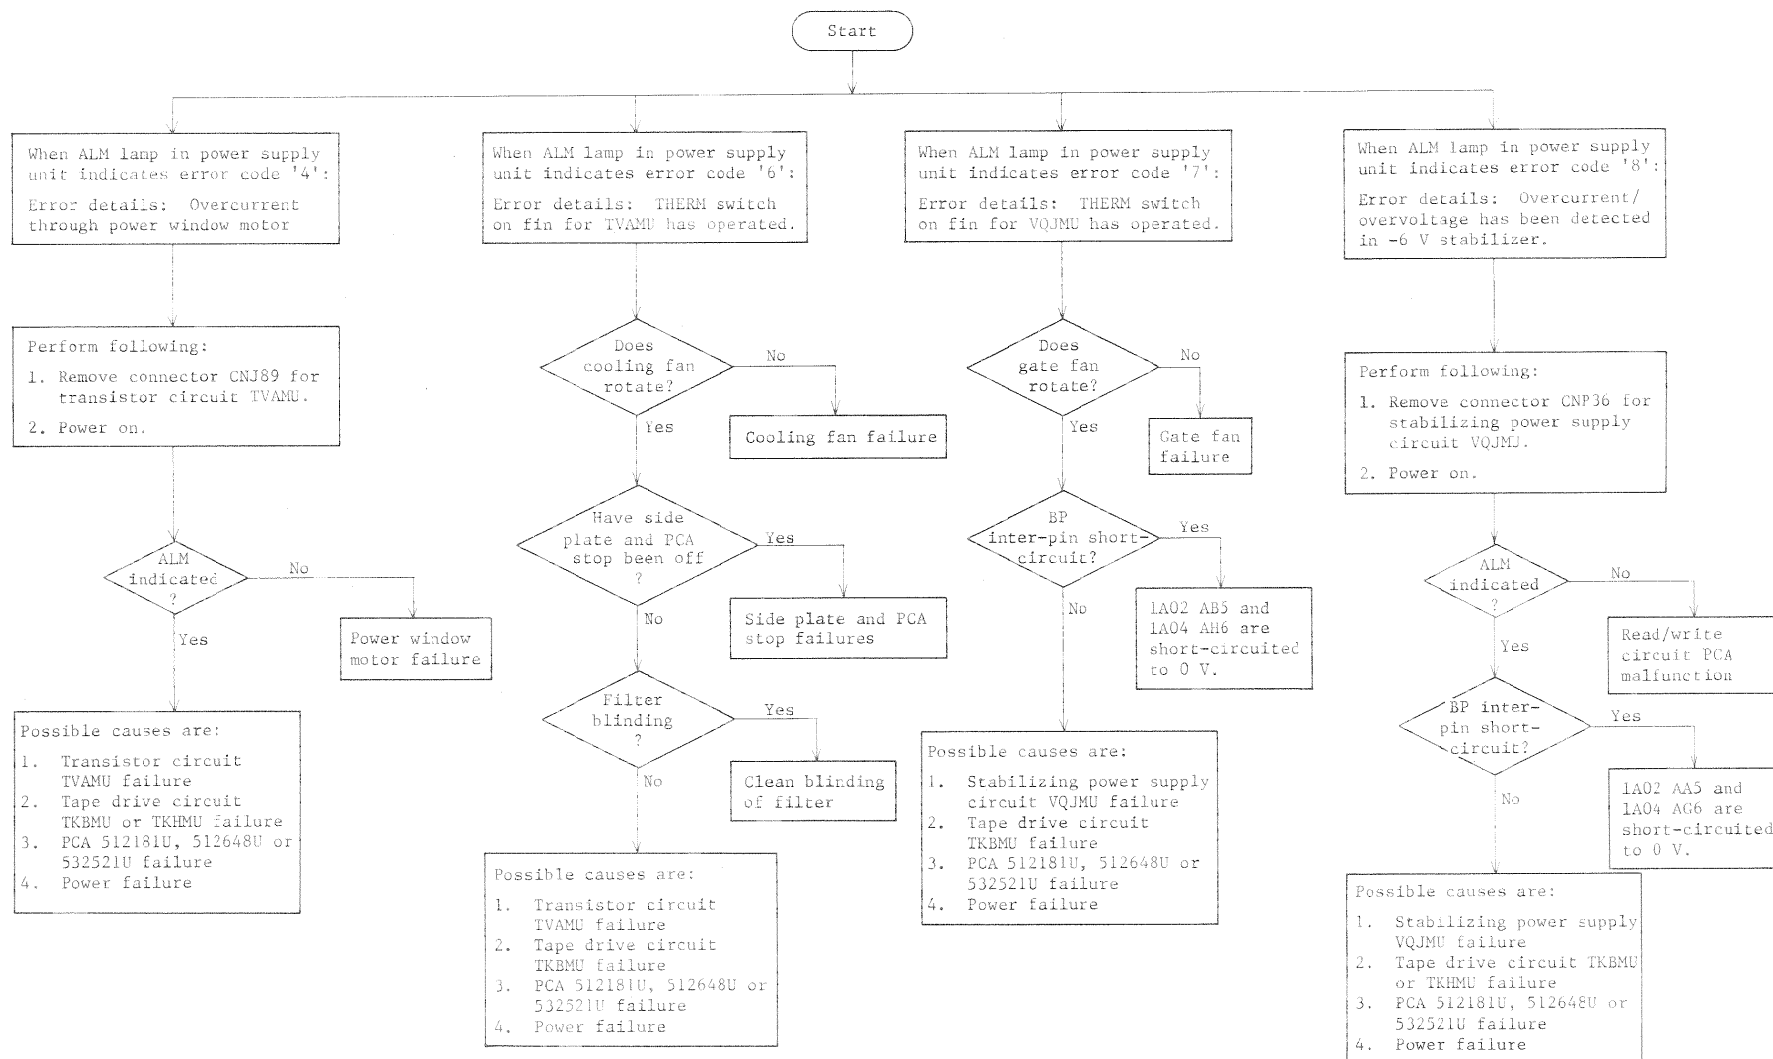 Start
When ALM lamp in power supply
unit indicates error code '4':
Error details: Overcurrent
through power window motor
Perform following:
1. Remove connector CNJ89 for
transistor circuit TVAMU.
2. Power on.
ALM
indicated
?
No
Yes
Power window
motor failure
Possible causes are:
1. Transistor circuit
TVAMU failure
2. Tape drive circuit
TKBMU or TKHMU failure
3. PCA 512181U, 512648U or
532521U failure
4. Power failure
When ALM lamp in power supply
unit indicates error code '6':
Error details: THERM switch
on fin for TVAMU has operated.
Does
cooling fan
rotate?
No
Yes
Cooling fan failure
Have side
plate and PCA
stop been off
?
Yes
No
Side plate and PCA
stop failures
Filter
blinding
?
Yes
No
Clean blinding
of filter
Possible causes are:
1. Transistor circuit
TVAMU failure
2. Tape drive circuit
TKBMU failure
3. PCA 512181U, 512648U or
532521U failure
4. Power failure
When ALM lamp in power supply
unit indicates error code '7':
Error details: THERM switch
on fin for VQJMU has operated.
Does
gate fan
rotate?
No
Yes
Gate fan
failure
BP
inter-pin short-
circuit?
Yes
No
1A02 AB5 and
1A04 AH6 are
short-circuited
to 0 V.
Possible causes are:
1. Stabilizing power supply
circuit VQJMU failure
2. Tape drive circuit
TKBMU failure
3. PCA 512181U, 512648U or
532521U failure
4. Power failure
When ALM lamp in power supply
unit indicates error code '8':
Error details: Overcurrent/
overvoltage has been detected
in -6 V stabilizer.
Perform following:
1. Remove connector CNP36 for
stabilizing power supply
circuit VQJMU.
2. Power on.
ALM
indicated
?
No
Yes
Read/write
circuit PCA
malfunction
BP inter-
pin short-
circuit?
Yes
No
1A02 AA5 and
1A04 AG6 are
short-circuited
to 0 V.
Possible causes are:
1. Stabilizing power supply
VQJMU failure
2. Tape drive circuit TKBMU
or TKHMU failure
3. PCA 512181U, 512648U or
532521U failure
4. Power failure